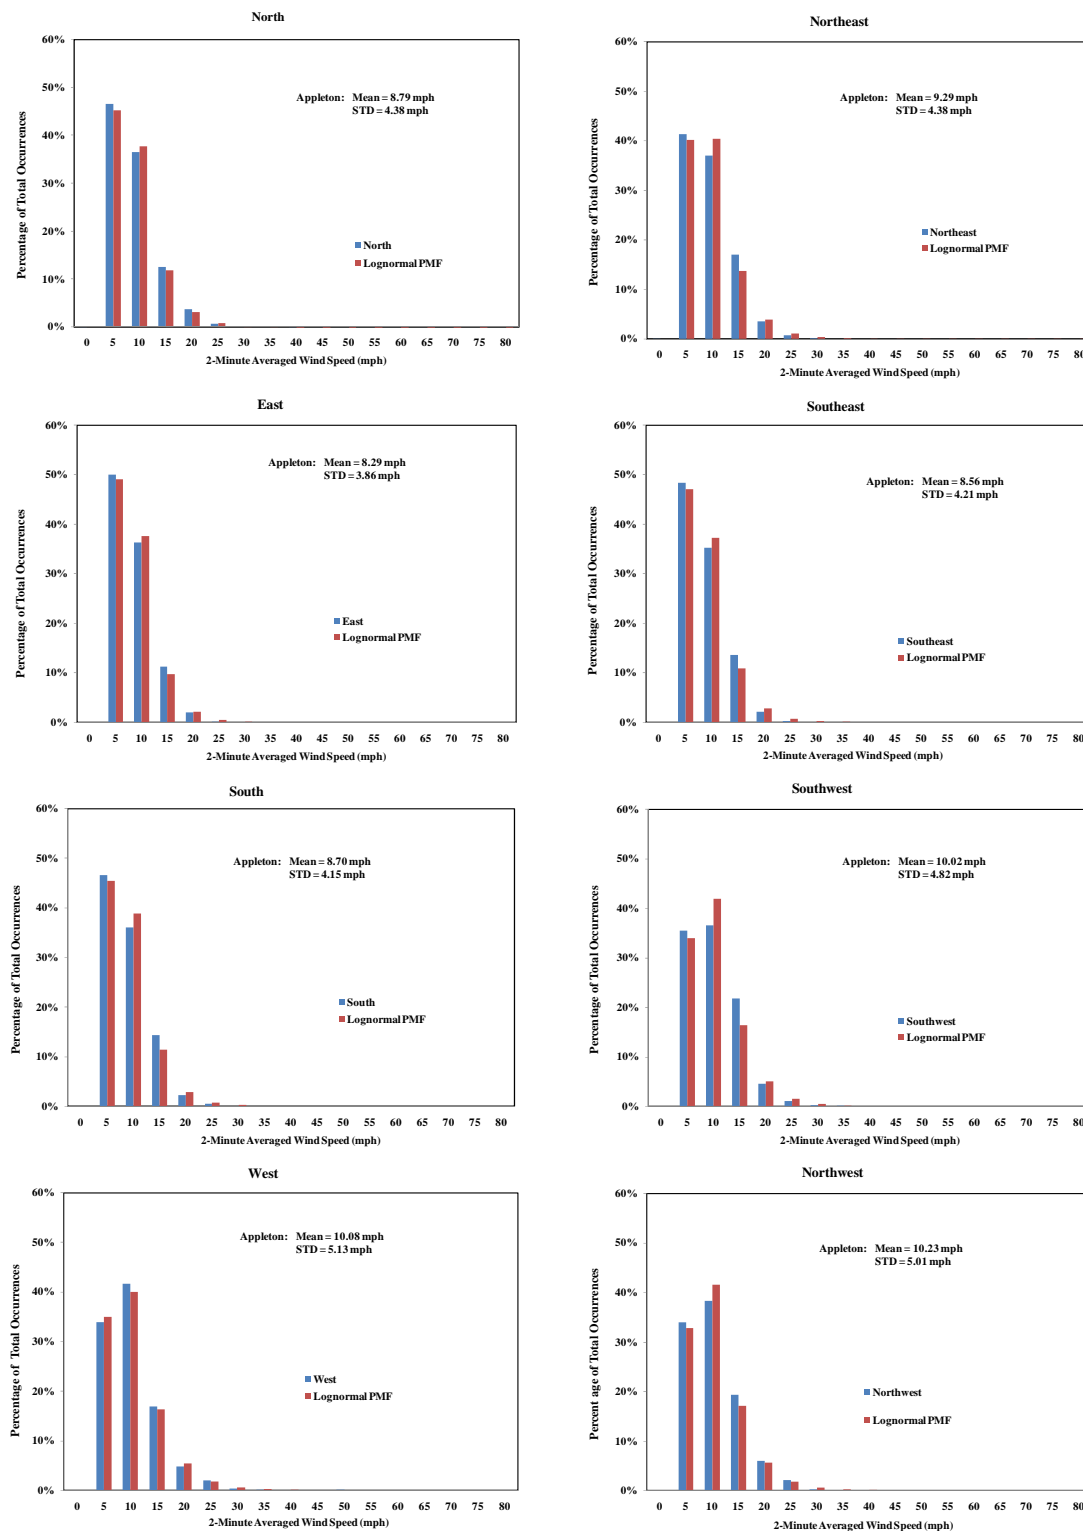 North
60%
50%
40%
30%
20%
10%
0%
Percentage of Total Occurrences
Appleton: Mean = 8.79 mph
STD = 4.38 mph
North
Lognormal PMF
0 5 10 15 20 25 30 35 40 45 50 55 60 65 70 75 80
2-Minute Averaged Wind Speed (mph)
Northeast
60%
50%
40%
30%
20%
10%
0%
Percentage of Total Occurrences
Appleton: Mean = 9.29 mph
STD = 4.38 mph
Northeast
Lognormal PMF
0 5 10 15 20 25 30 35 40 45 50 55 60 65 70 75 80
2-Minute Averaged Wind Speed (mph)
East
60%
50%
40%
30%
20%
10%
0%
Percentage of Total Occurrences
Appleton: Mean = 8.29 mph
STD = 3.86 mph
East
Lognormal PMF
0 5 10 15 20 25 30 35 40 45 50 55 60 65 70 75 80
2-Minute Averaged Wind Speed (mph)
Southeast
60%
50%
40%
30%
20%
10%
0%
Percentage of Total Occurrences
Appleton: Mean = 8.56 mph
STD = 4.21 mph
Southeast
Lognormal PMF
0 5 10 15 20 25 30 35 40 45 50 55 60 65 70 75 80
2-Minute Averaged Wind Speed (mph)
South
60%
50%
40%
30%
20%
10%
0%
Percentage of Total Occurrences
Appleton: Mean = 8.70 mph
STD = 4.15 mph
South
Lognormal PMF
0 5 10 15 20 25 30 35 40 45 50 55 60 65 70 75 80
2-Minute Averaged Wind Speed (mph)
Southwest
60%
50%
40%
30%
20%
10%
0%
Percentage of Total Occurrences
Appleton: Mean = 10.02 mph
STD = 4.82 mph
Southwest
Lognormal PMF
0 5 10 15 20 25 30 35 40 45 50 55 60 65 70 75 80
2-Minute Averaged Wind Speed (mph)
West
60%
50%
40%
30%
20%
10%
0%
Percentage of Total Occurrences
Appleton: Mean = 10.08 mph
STD = 5.13 mph
West
Lognormal PMF
0 5 10 15 20 25 30 35 40 45 50 55 60 65 70 75 80
2-Minute Averaged Wind Speed (mph)
Northwest
60%
50%
40%
30%
20%
10%
0%
Percent age of Total Occurrences
Appleton: Mean = 10.23 mph
STD = 5.01 mph
Northwest
Lognormal PMF
0 5 10 15 20 25 30 35 40 45 50 55 60 65 70 75 80
2-Minute Averaged Wind Speed (mph)